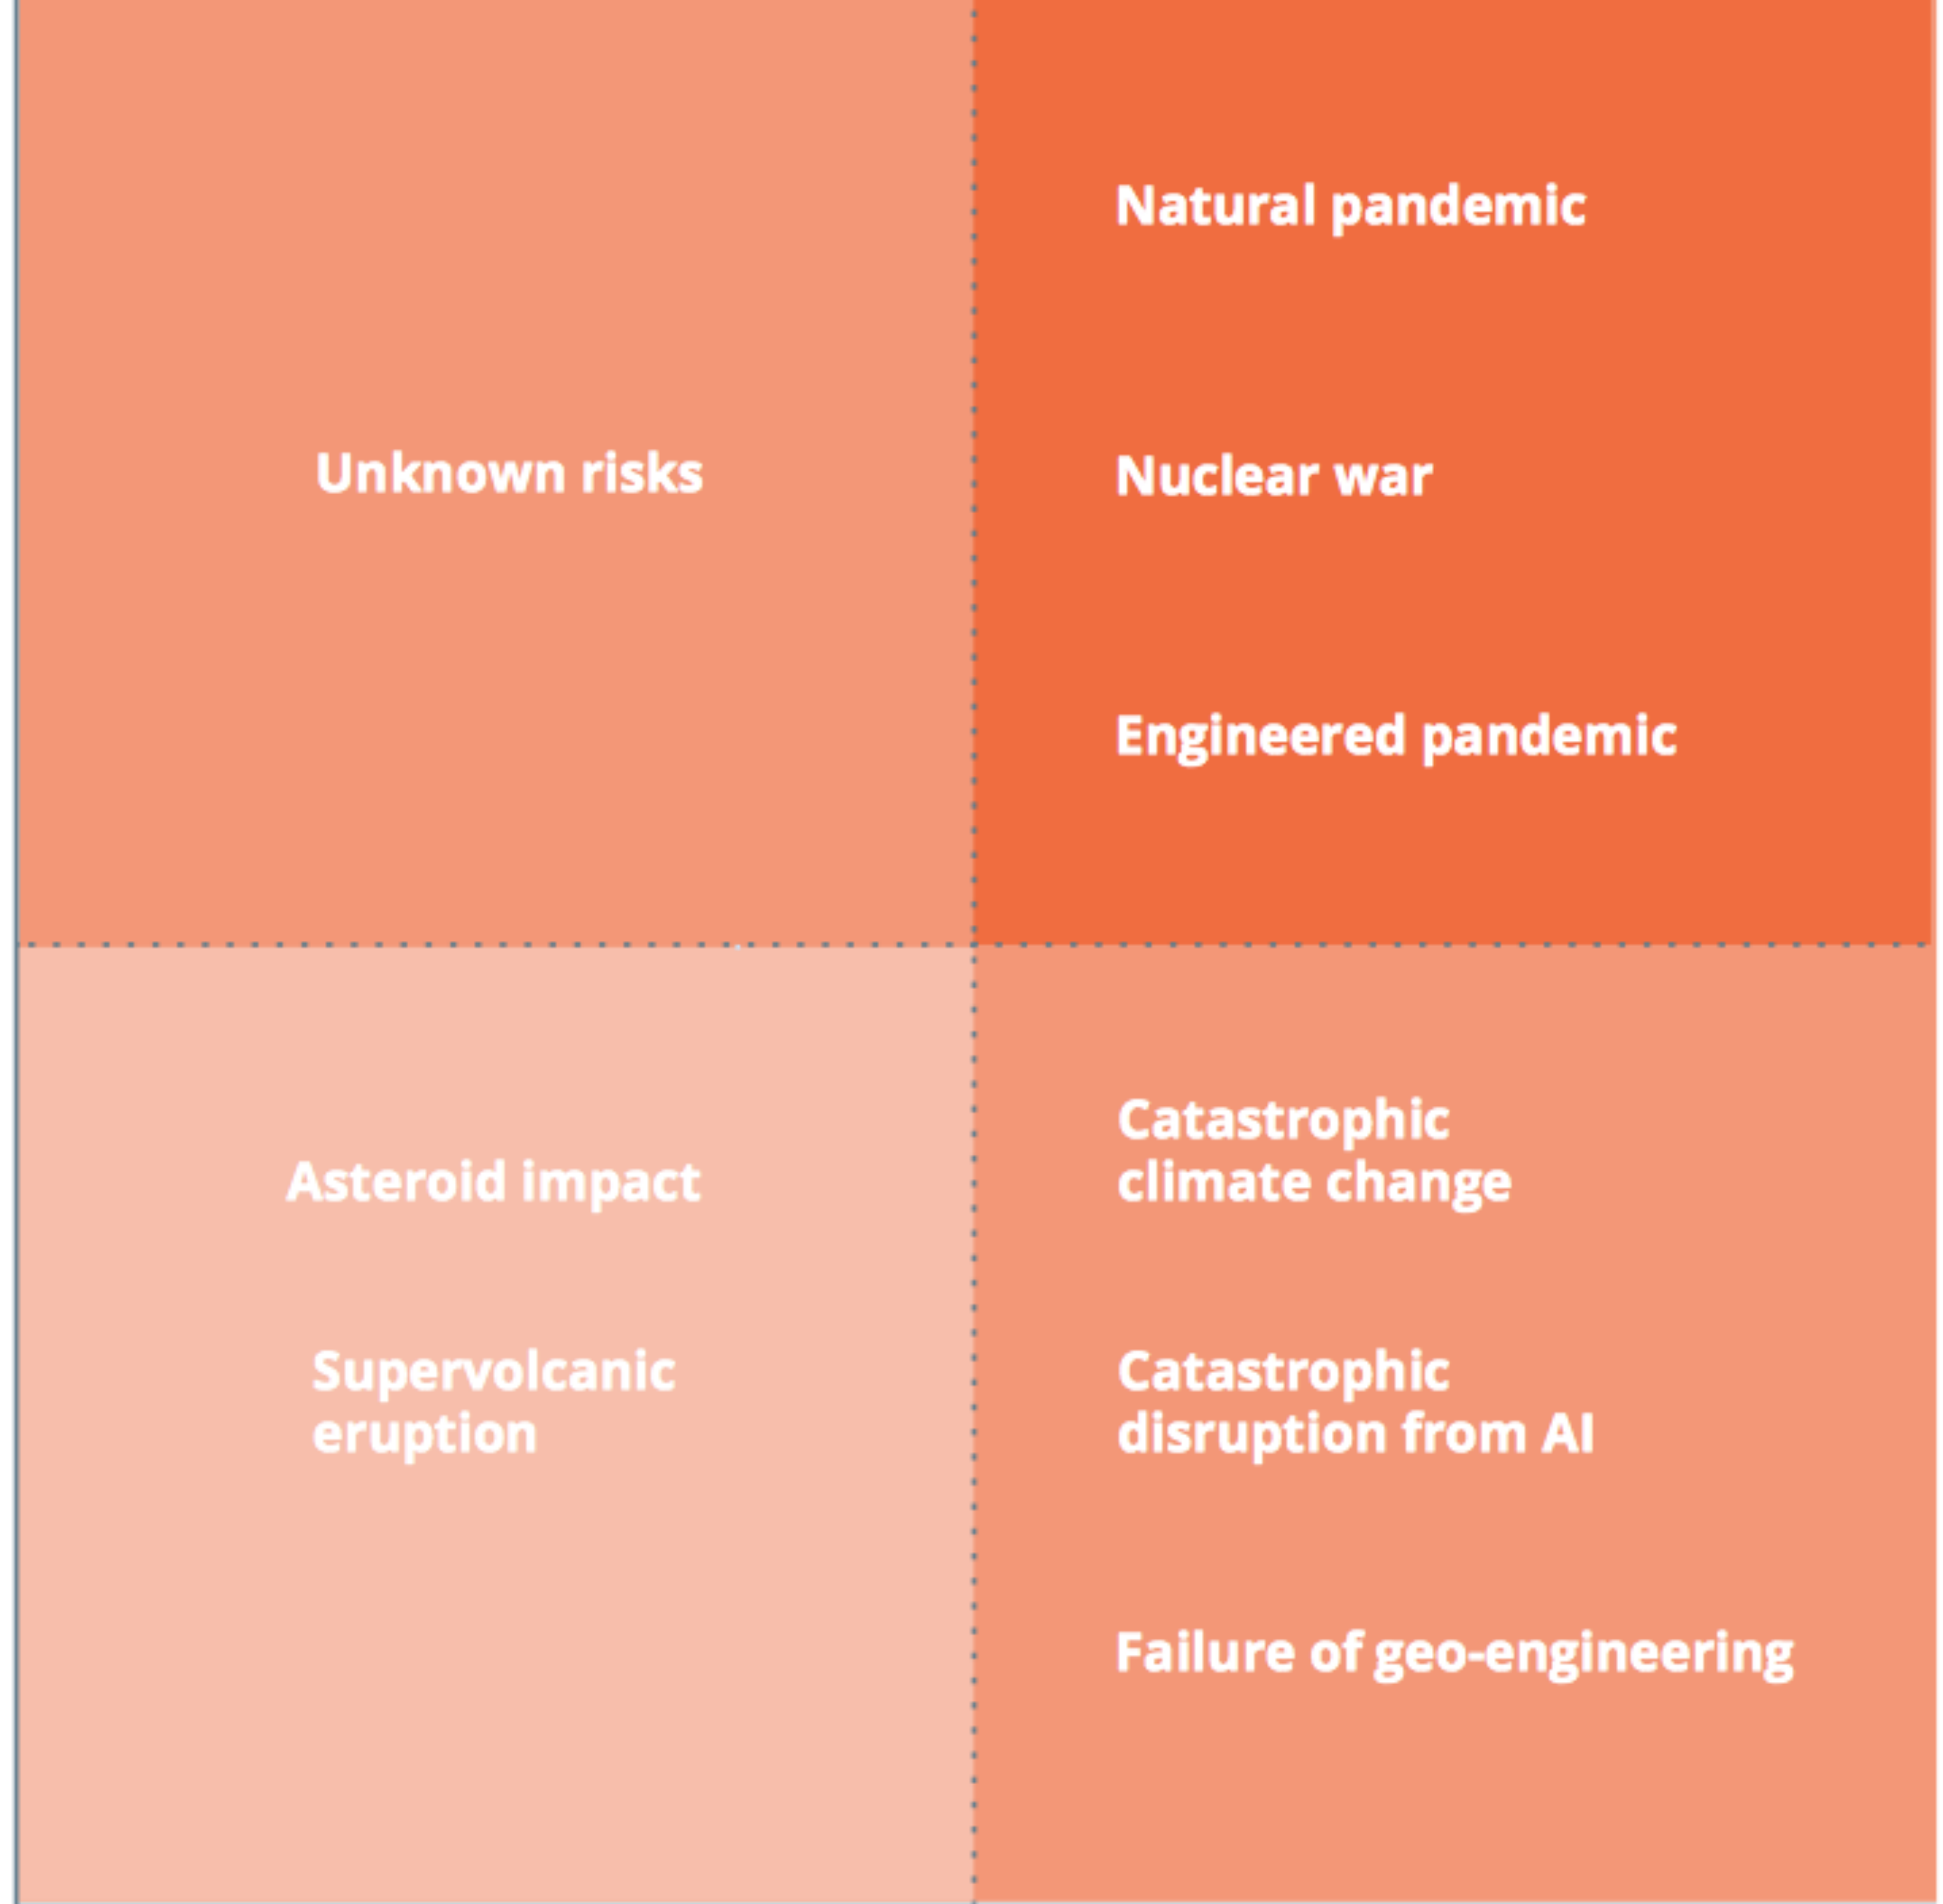 Natural pandemic
Unknown risks
Nuclear war
Engineered pandemic
Asteroid impact
Catastrophic
climate change
Supervolcanic
eruption
Catastrophic
disruption from AI
Failure of geo-engineering